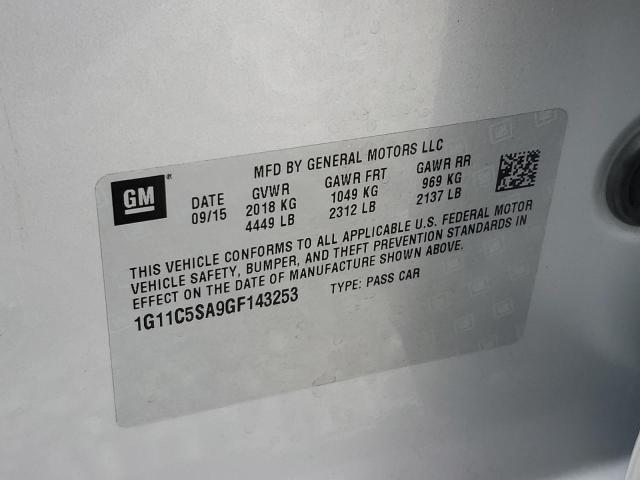 MFD BY GENERAL MOTORS LLC
GM
DATE GVWR GAWR FRT GAWR RR
09/15 2018 KG 1049 KG 969 KG
4449 LB 2312 LB 2137 LB
THIS VEHICLE CONFORMS TO ALL APPLICABLE U.S. FEDERAL MOTOR
VEHICLE SAFETY, BUMPER, AND THEFT PREVENTION STANDARDS IN
EFFECT ON THE DATE OF MANUFACTURE SHOWN ABOVE.
1G11C5SA9GF143253 TYPE: PASS CAR